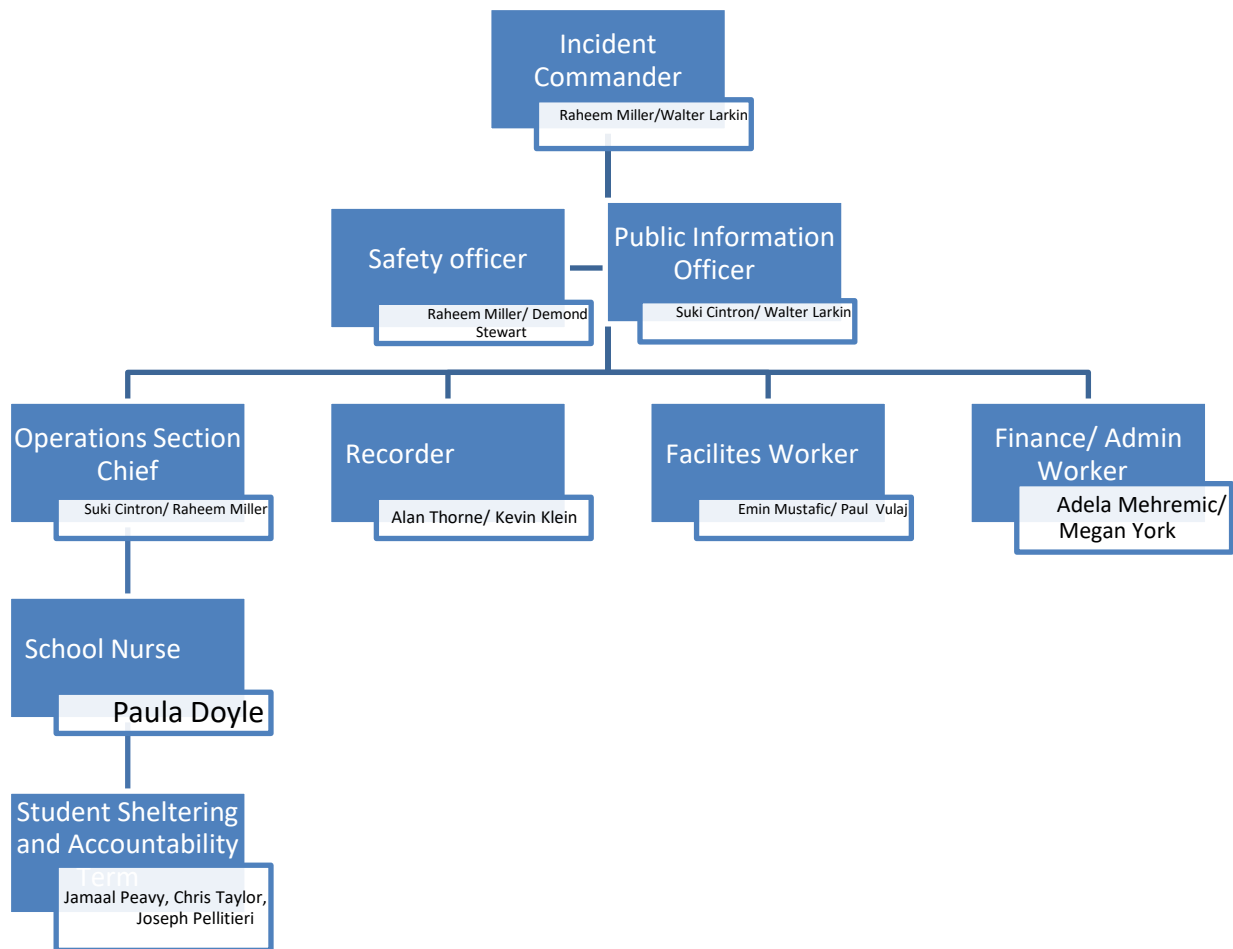 Incident
Commander
Raheem Miller/Walter Larkin
Safety officer
Raheem Miller/ Demond
Stewart
Public Information
Officer
Suki Cintron/ Walter Larkin
Operations Section
Chief
Suki Cintron/ Raheem Miller
Recorder
Alan Thorne/ Kevin Klein
Facilites Worker
Emin Mustafic/ Paul Vulaj
Finance/ Admin
Worker
Adela Mehremic/
Megan York
School Nurse
Paula Doyle
Student Sheltering
and Accountability
Term
Jamaal Peavy, Chris Taylor,
Joseph Pellitieri